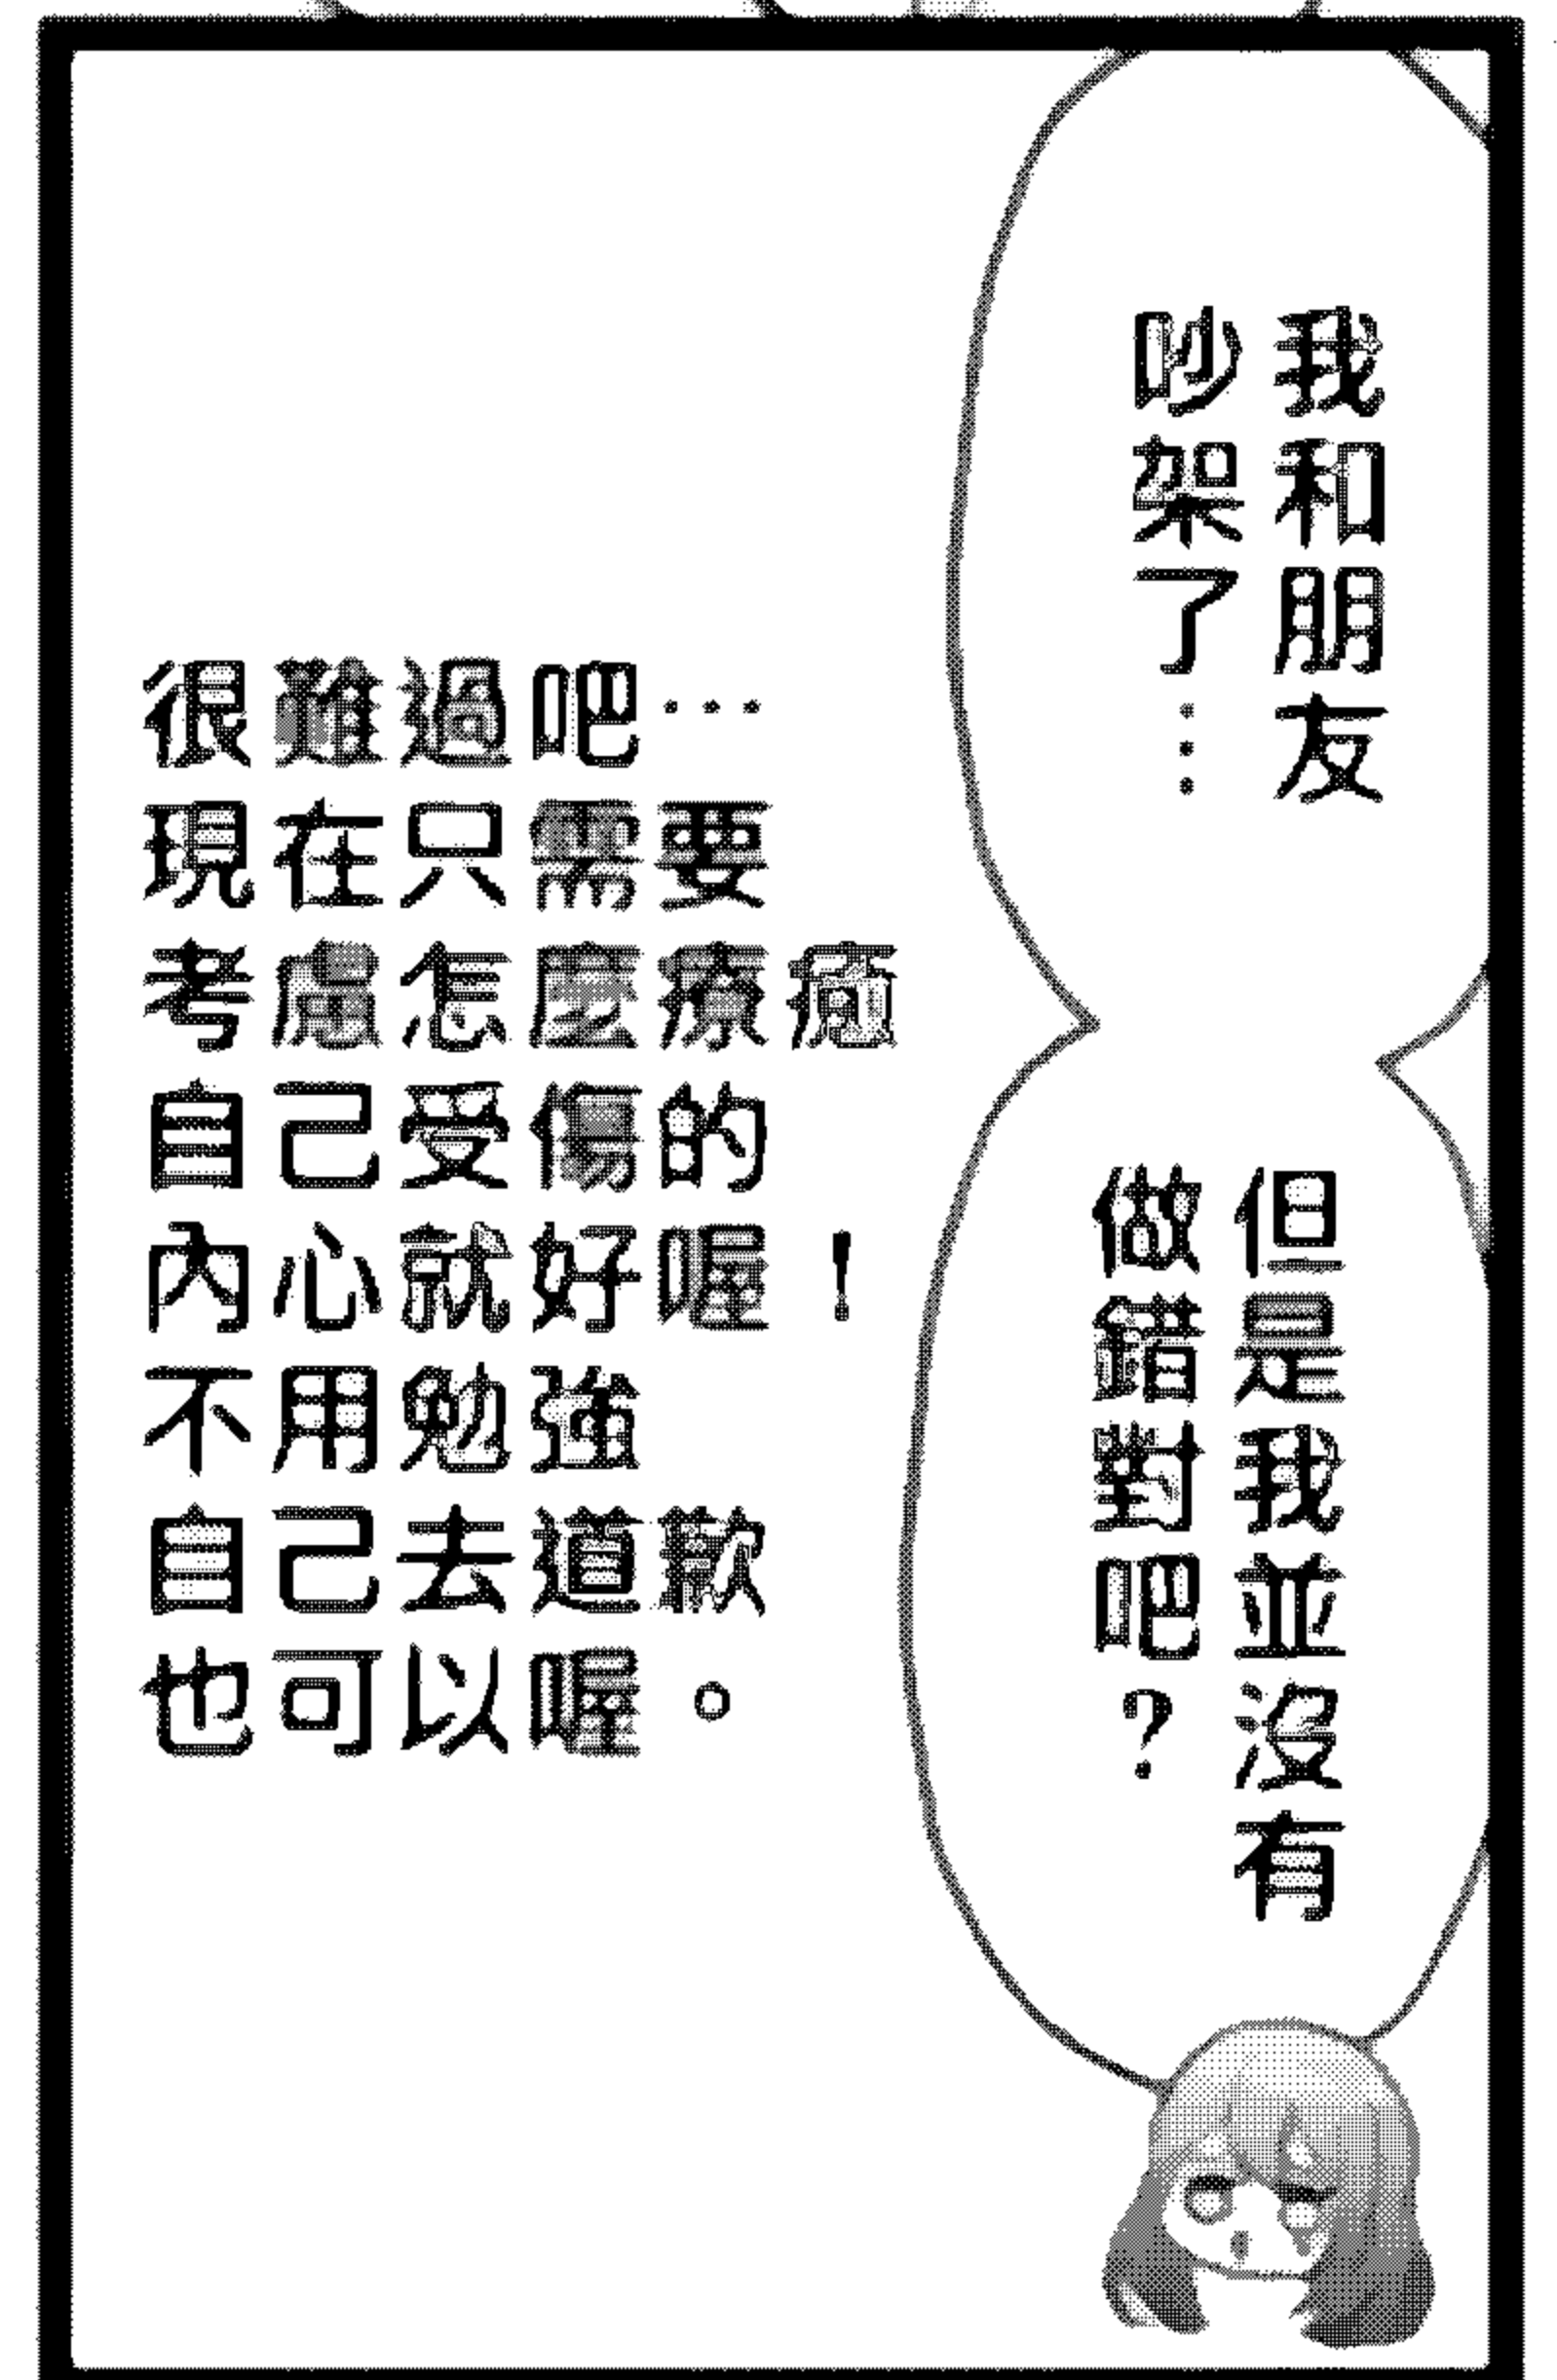 我和朋友
吵架了…
但是我並沒有
做錯對吧？
很難過吧…
現在只需要
考慮怎麼療癒
自己受傷的
內心就好喔！
不用勉強
自己去道歉
也可以喔。